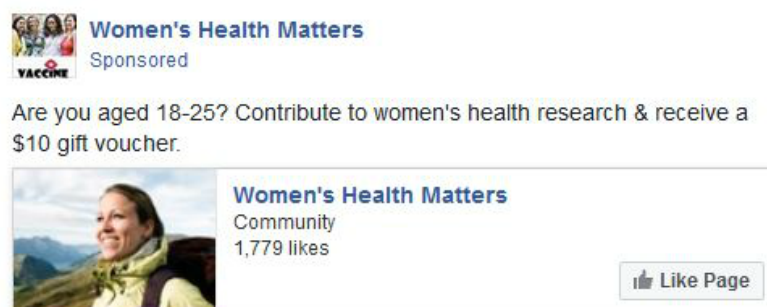 Women's Health Matters
Sponsored
VACCINE
Are you aged 18-25? Contribute to women's health research & receive a
$10 gift voucher.
Women's Health Matters
Community
1,779 likes
Like Page